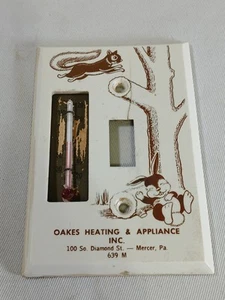 OAKES HEATING & APPLIANCE
INC.
100 So. Diamond St. — Mercer, Pa.
639 M